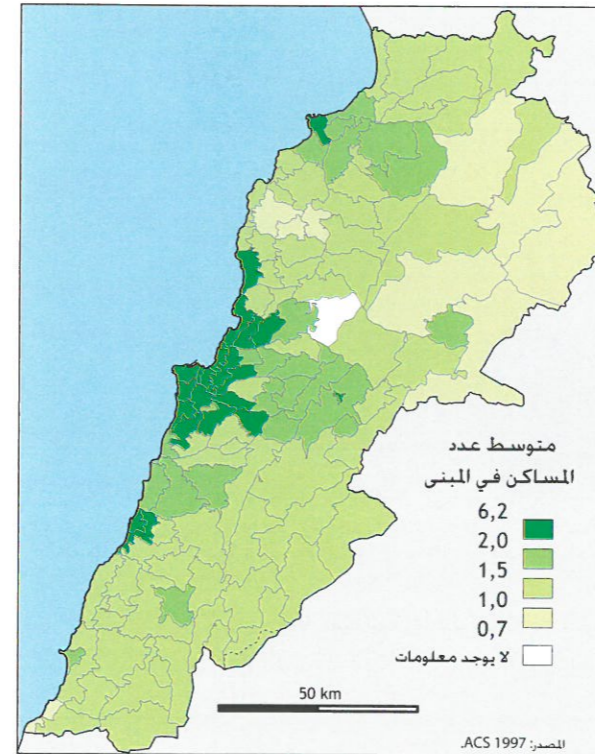 متوسط عدد
المساكن في المبنى
6,2
2,0
1,5
1,0
0,7
لا يوجد معلومات
50 km
المصدر: ACS 1997.